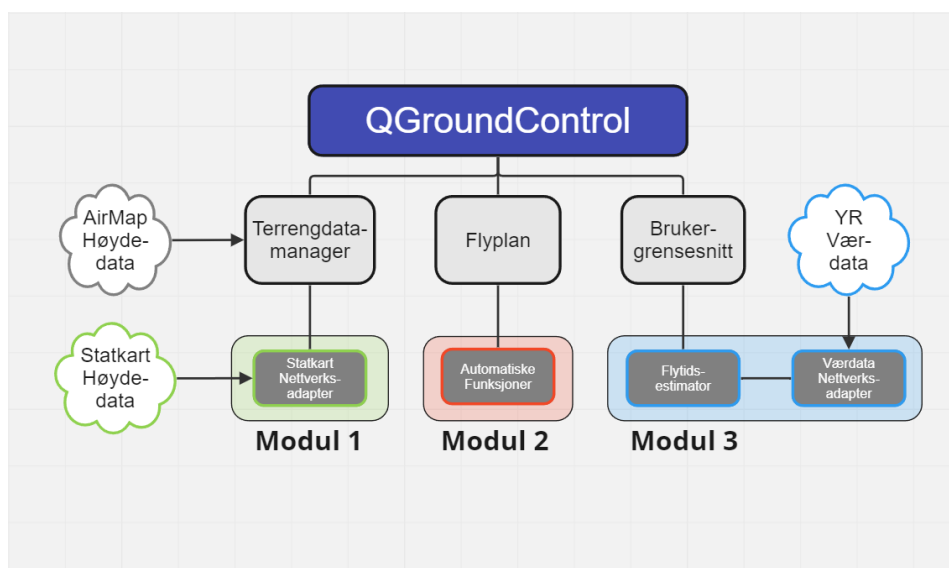 QGroundControl
AirMap
Høyde-
data
Terrengdata-
manager
Flyplan
Bruker-
grensesnitt
YR
Vær-
data
Statkart
Høyde-
data
Statkart
Nettverks-
adapter
Automatiske
Funksjoner
Flytids-
estimator
Værdata
Nettverks-
adapter
Modul 1
Modul 2
Modul 3